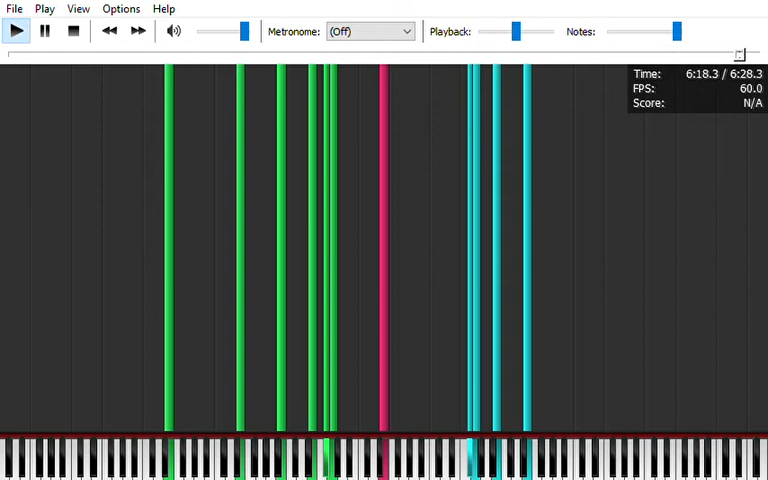 File Play View Options Help
Metronome: (Off) Playback: Notes:
Time: 6:18.3 / 6:28.3
FPS: 60.0
Score: N/A